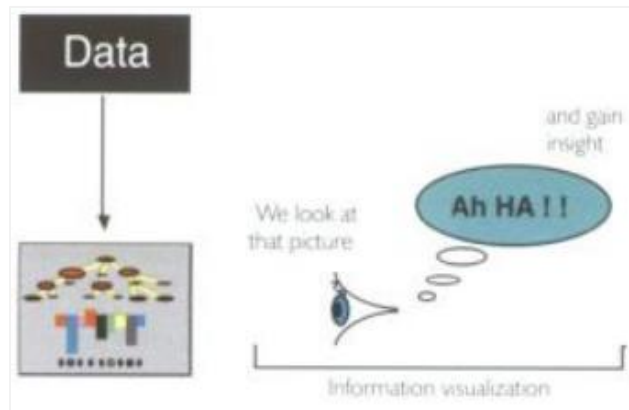 Data
and gain
insight
Ah HA ! !
We look at
that picture
Information visualization